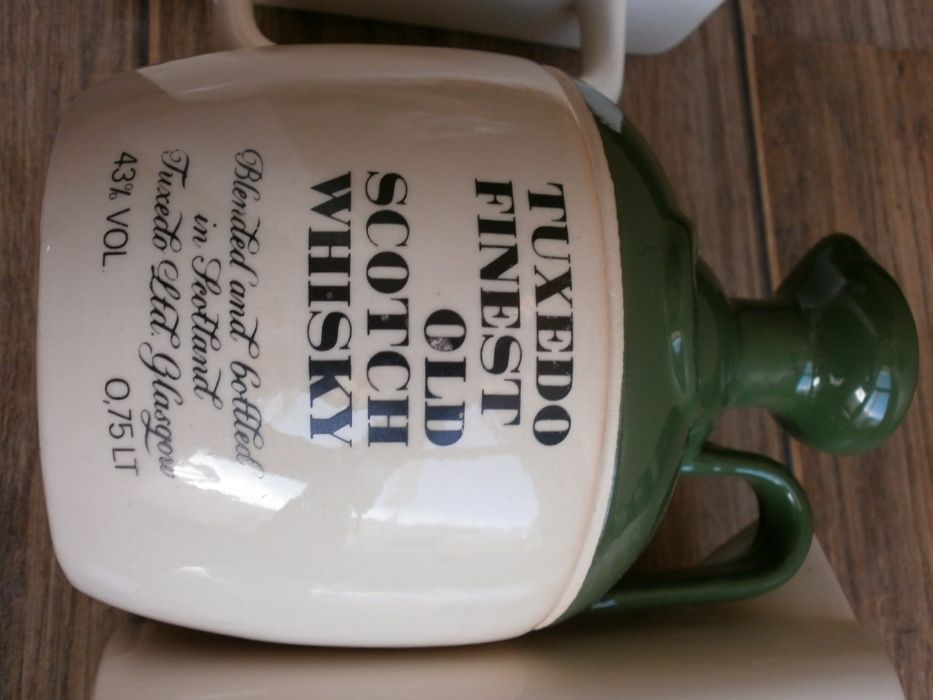 TUXEDO
FINEST
OLD
SCOTCH
WHISKY
Blended and bottled
in Scotland
Tuxedo Ltd. Glasgow
43% VOL. 0,75 LT